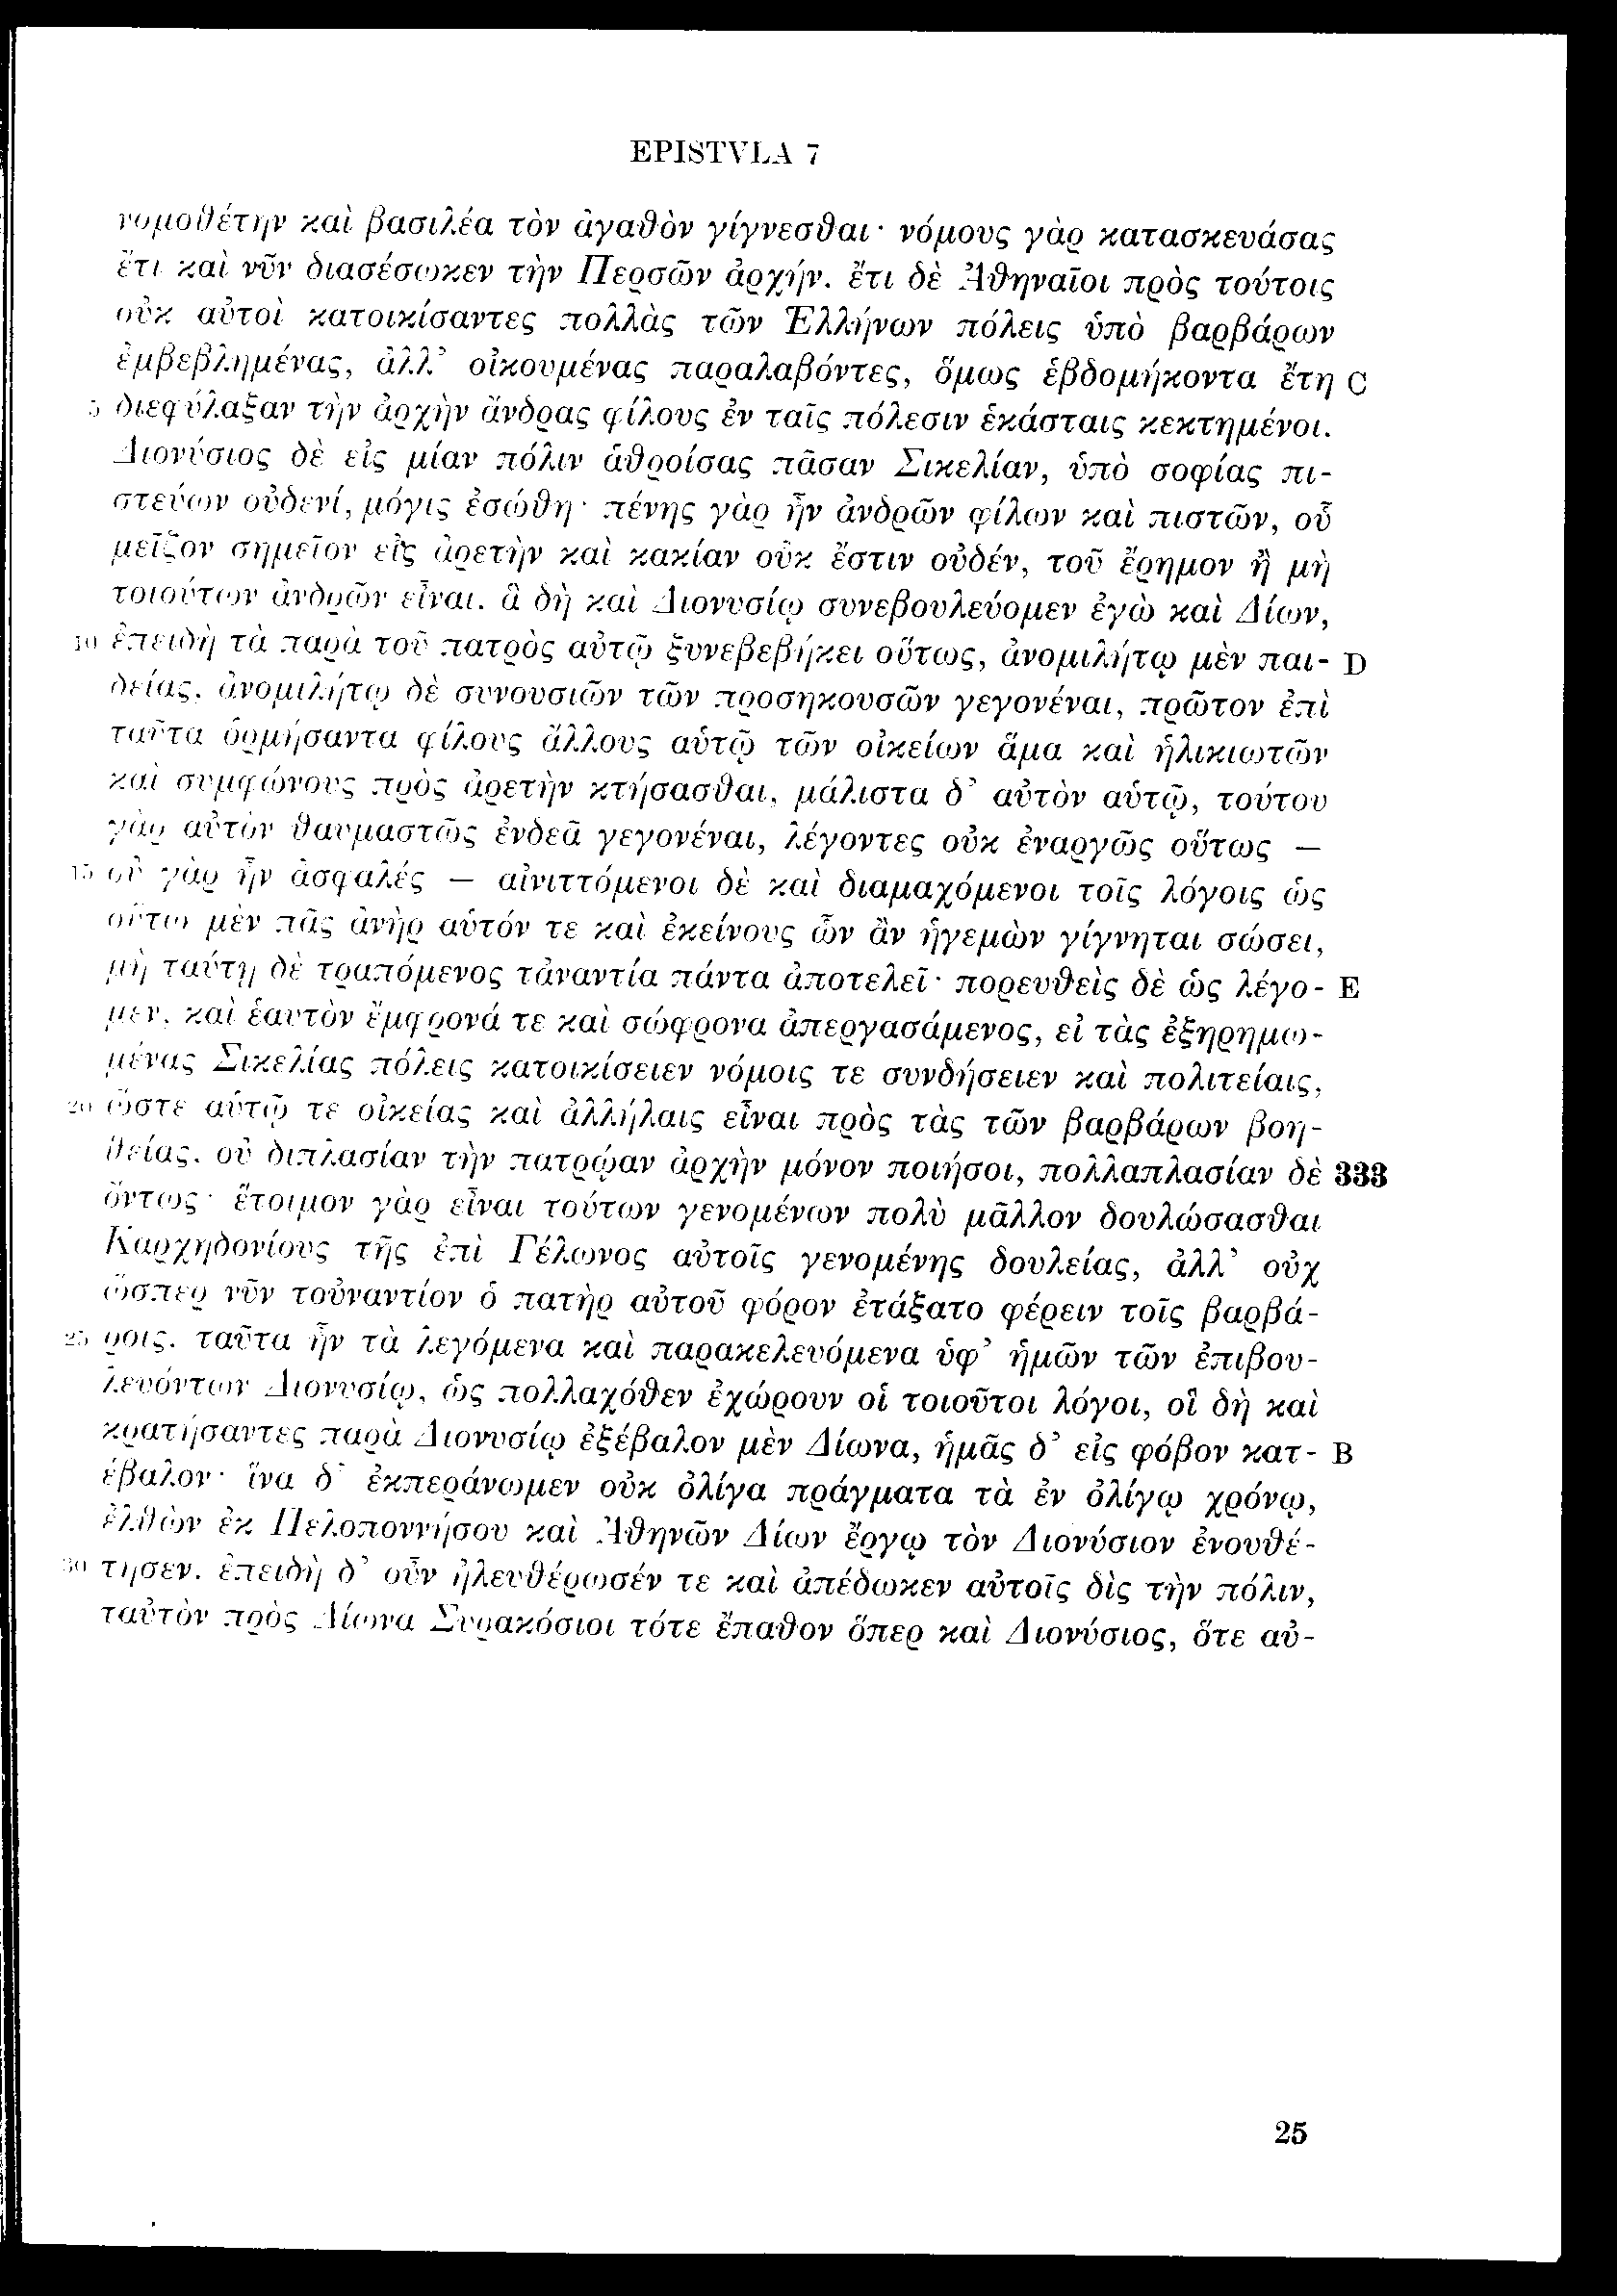 EPISTVLA 7
νομοθέτην καὶ βασιλέα τὸν ἀγαθὸν γίγνεσθαι· νόμους γὰρ κατασκευάσας
ἔτι καὶ νῦν διασέσωκεν τὴν Περσῶν ἀρχήν. ἔτι δὲ Ἀθηναῖοι πρὸς τούτοις
οὐκ αὐτοὶ κατοικίσαντες πολλὰς τῶν Ἑλλήνων πόλεις ὑπὸ βαρβάρων
ἐμβεβλημένας, ἀλλ’ οἰκουμένας παραλαβόντες, ὅμως ἑβδομήκοντα ἔτη C
5 διεφύλαξαν τὴν ἀρχὴν ἄνδρας φίλους ἐν ταῖς πόλεσιν ἑκάσταις κεκτημένοι.
Διονύσιος δὲ εἰς μίαν πόλιν ἁθροίσας πᾶσαν Σικελίαν, ὑπὸ σοφίας πι-
στεύων οὐδενί, μόγις ἐσώθη· πένης γὰρ ἦν ἀνδρῶν φίλων καὶ πιστῶν, οὗ
μεῖζον σημεῖον εἰς ἀρετὴν καὶ κακίαν οὐκ ἔστιν οὐδέν, τοῦ ἔρημον ἢ μὴ
τοιούτων ἀνδρῶν εἶναι. ἃ δὴ καὶ Διονυσίῳ συνεβουλεύομεν ἐγὼ καὶ Δίων,
10 ἐπειδὴ τὰ παρὰ τοῦ πατρὸς αὐτῷ ξυνεβεβήκει οὕτως, ἀνομιλήτῳ μὲν παι- D
δείας, ἀνομιλήτῳ δὲ συνουσιῶν τῶν προσηκουσῶν γεγονέναι, πρῶτον ἐπὶ
ταῦτα ὁρμήσαντα φίλους ἄλλους αὑτῷ τῶν οἰκείων ἅμα καὶ ἡλικιωτῶν
καὶ συμφώνους πρὸς ἀρετὴν κτήσασθαι, μάλιστα δ’ αὐτὸν αὑτῷ, τούτου
γὰρ αὐτὸν θαυμαστῶς ἐνδεᾶ γεγονέναι, λέγοντες οὐκ ἐναργῶς οὕτως —
15 οὐ γὰρ ἦν ἀσφαλές — αἰνιττόμενοι δὲ καὶ διαμαχόμενοι τοῖς λόγοις ὡς
οὕτω μὲν πᾶς ἀνὴρ αὑτόν τε καὶ ἐκείνους ὧν ἂν ἡγεμὼν γίγνηται σώσει,
μὴ ταύτῃ δὲ τραπόμενος τἀναντία πάντα ἀποτελεῖ· πορευθεὶς δὲ ὡς λέγο- E
μεν, καὶ ἑαυτὸν ἔμφρονά τε καὶ σώφρονα ἀπεργασάμενος, εἰ τὰς ἐξηρημω-
μένας Σικελίας πόλεις κατοικίσειεν νόμοις τε συνδήσειεν καὶ πολιτείαις,
20 ὥστε αὑτῷ τε οἰκείας καὶ ἀλλήλαις εἶναι πρὸς τὰς τῶν βαρβάρων βοη-
θείας, οὐ διπλασίαν τὴν πατρῴαν ἀρχὴν μόνον ποιήσοι, πολλαπλασίαν δὲ 333
ὄντως· ἕτοιμον γὰρ εἶναι τούτων γενομένων πολὺ μᾶλλον δουλώσασθαι
Καρχηδονίους τῆς ἐπὶ Γέλωνος αὐτοῖς γενομένης δουλείας, ἀλλ’ οὐχ
ὥσπερ νῦν τοὐναντίον ὁ πατὴρ αὐτοῦ φόρον ἐτάξατο φέρειν τοῖς βαρβά-
25 ροις. ταῦτα ἦν τὰ λεγόμενα καὶ παρακελευόμενα ὑφ’ ἡμῶν τῶν ἐπιβου-
λευόντων Διονυσίῳ, ὡς πολλαχόθεν ἐχώρουν οἱ τοιοῦτοι λόγοι, οἳ δὴ καὶ
κρατήσαντες παρὰ Διονυσίῳ ἐξέβαλον μὲν Δίωνα, ἡμᾶς δ’ εἰς φόβον κατ- B
έβαλον· ἵνα δ’ ἐκπεράνωμεν οὐκ ὀλίγα πράγματα τὰ ἐν ὀλίγῳ χρόνῳ,
ἐλθὼν ἐκ Πελοποννήσου καὶ Ἀθηνῶν Δίων ἔργῳ τὸν Διονύσιον ἐνουθέ-
30 τησεν. ἐπειδὴ δ’ οὖν ἠλευθέρωσέν τε καὶ ἀπέδωκεν αὐτοῖς δὶς τὴν πόλιν,
ταὐτὸν πρὸς Δίωνα Συρακόσιοι τότε ἔπαθον ὅπερ καὶ Διονύσιος, ὅτε αὐ-
25